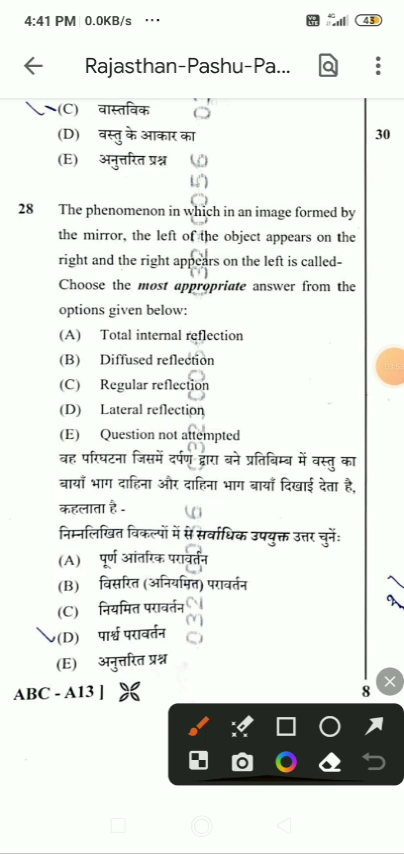 4:41 PM 0.0KB/s ...
Vo LTE 4G 43
Rajasthan-Pashu-Pa...
(C) वास्तविक
(D) वस्तु के आकार का
30
(E) अनुत्तरित प्रश्न
28 The phenomenon in which in an image formed by
the mirror, the left of the object appears on the
right and the right appears on the left is called-
Choose the most appropriate answer from the
options given below:
(A) Total internal reflection
(B) Diffused reflection
(C) Regular reflection
(D) Lateral reflection
(E) Question not attempted
वह परिघटना जिसमें दर्पण द्वारा बने प्रतिबिम्ब में वस्तु का
बायाँ भाग दाहिना और दाहिना भाग बायाँ दिखाई देता है,
कहलाता है -
निम्नलिखित विकल्पों में से सर्वाधिक उपयुक्त उत्तर चुनें:
(A) पूर्ण आंतरिक परावर्तन
(B) विसरित (अनियमित) परावर्तन
(C) नियमित परावर्तन
(D) पार्श्व परावर्तन
(E) अनुत्तरित प्रश्न
ABC - A13 ]
8